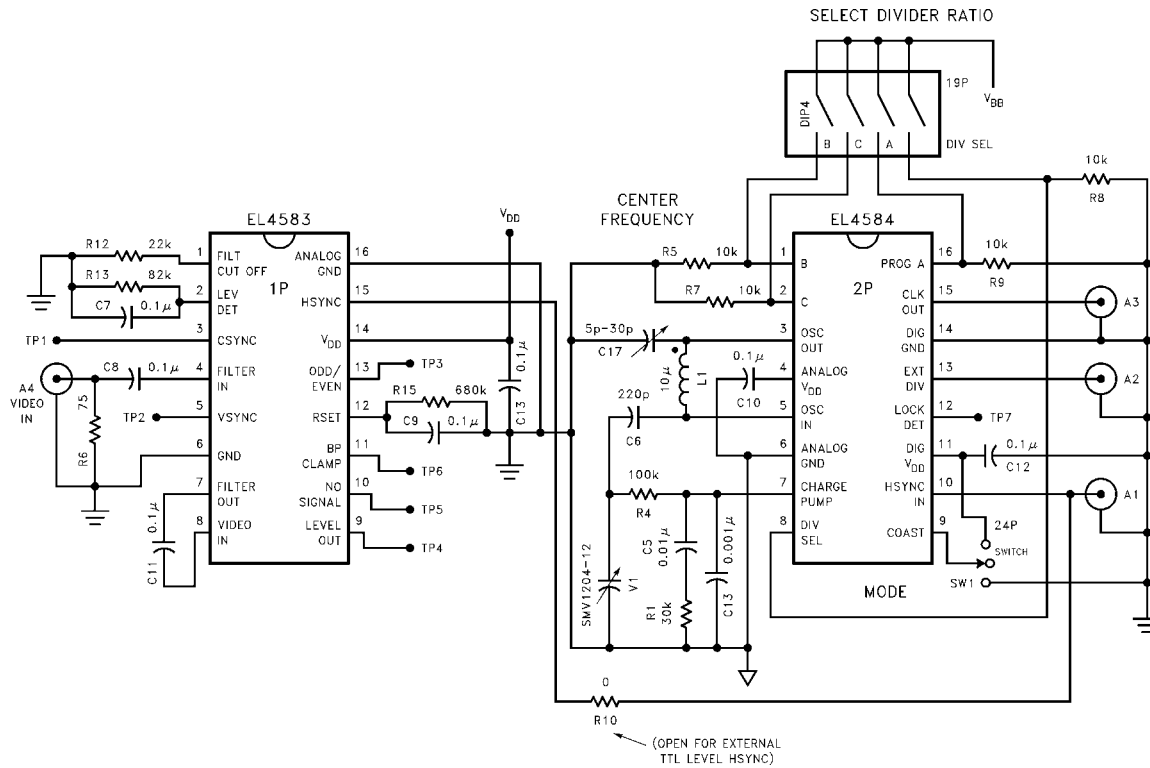 SELECT DIVIDER RATIO
19P
V_BB
DIP4
B C A
DIV SEL
10k
R8
CENTER
FREQUENCY
EL4583
V_DD
EL4584
R12 22k
R13 82k
C7 0.1μ
1 FILT
CUT OFF
2 LEV
DET
3 CSYNC
4 FILTER
IN
5 VSYNC
6 GND
7 FILTER
OUT
8 VIDEO
IN
1P
ANALOG 16
GND
HSYNC 15
V_DD 14
ODD/ 13
EVEN
RSET 12
BP 11
CLAMP
NO 10
SIGNAL
LEVEL 9
OUT
TP1
C8 0.1μ
A4
VIDEO
IN
75
R6
TP2
0.1μ
C11
TP3
R15 680k
C9 0.1μ
0.1μ
C13
TP6
TP5
TP4
R5 10k
R7 10k
5p-30p
C17
10μ
L1
0.1μ
C10
220p
C6
100k
R4
SMV1204-12
V1
C5
0.01μ
R1
30k
0.001μ
C13
1 B
2 C
3 OSC
OUT
4 ANALOG
V_DD
5 OSC
IN
6 ANALOG
GND
7 CHARGE
PUMP
8 DIV
SEL
2P
PROG A 16
CLK 15
OUT
DIG 14
GND
EXT 13
DIV
LOCK 12
DET
DIG 11
V_DD
HSYNC 10
IN
COAST 9
10k
R9
A3
A2
TP7
0.1μ
C12
A1
24P
SWITCH
SW1
MODE
0
R10
(OPEN FOR EXTERNAL
TTL LEVEL HSYNC)